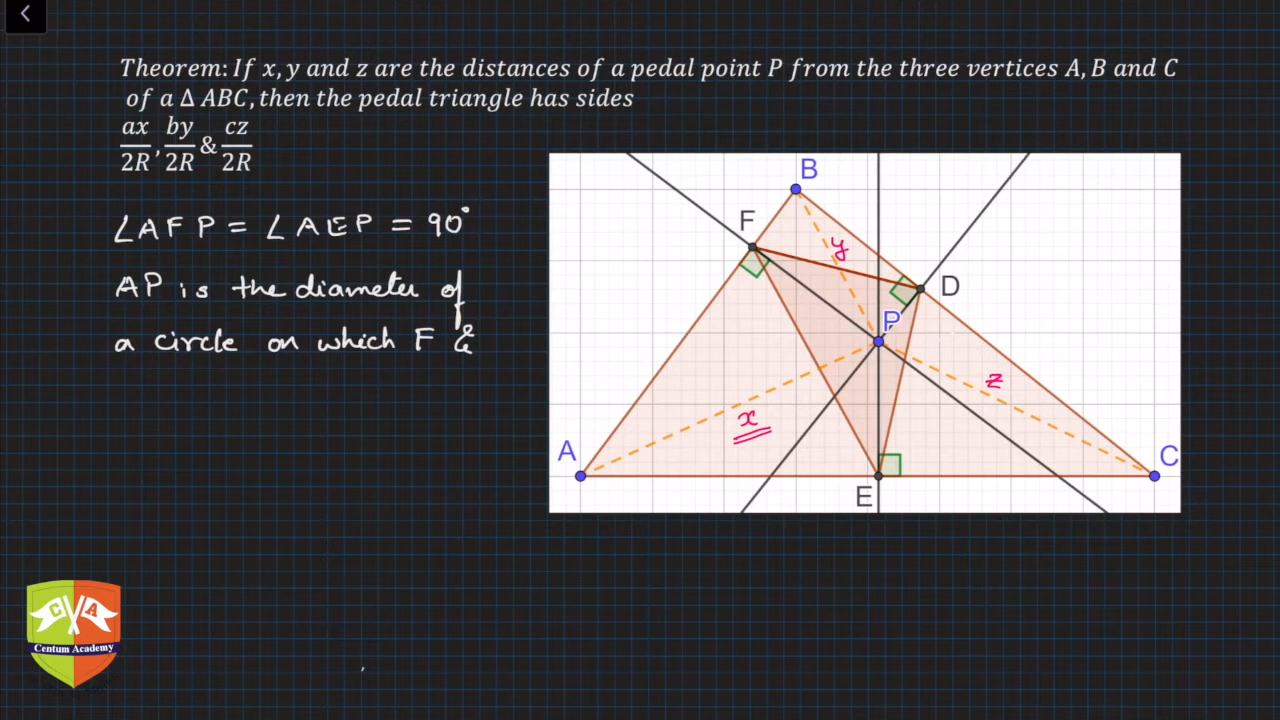 Theorem: If x, y and z are the distances of a pedal point P from the three vertices A, B and C
of a Δ ABC, then the pedal triangle has sides
ax/2R, by/2R & cz/2R
∠AFP = ∠AEP = 90°
AP is the diameter of
a circle on which F &
B
F
y
D
P
z
x
A
C
E
C A
Centum Academy